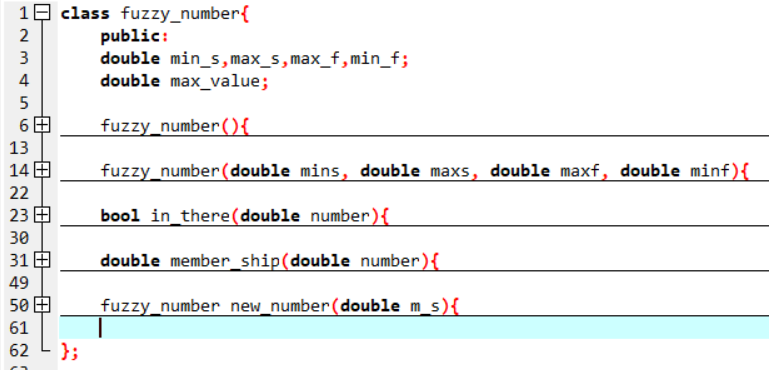 1 class fuzzy_number{
2 public:
3 double min_s,max_s,max_f,min_f;
4 double max_value;
5
6 fuzzy_number(){
13
14 fuzzy_number(double mins, double maxs, double maxf, double minf){
22
23 bool in_there(double number){
30
31 double member_ship(double number){
49
50 fuzzy_number new_number(double m_s){
61
62 };